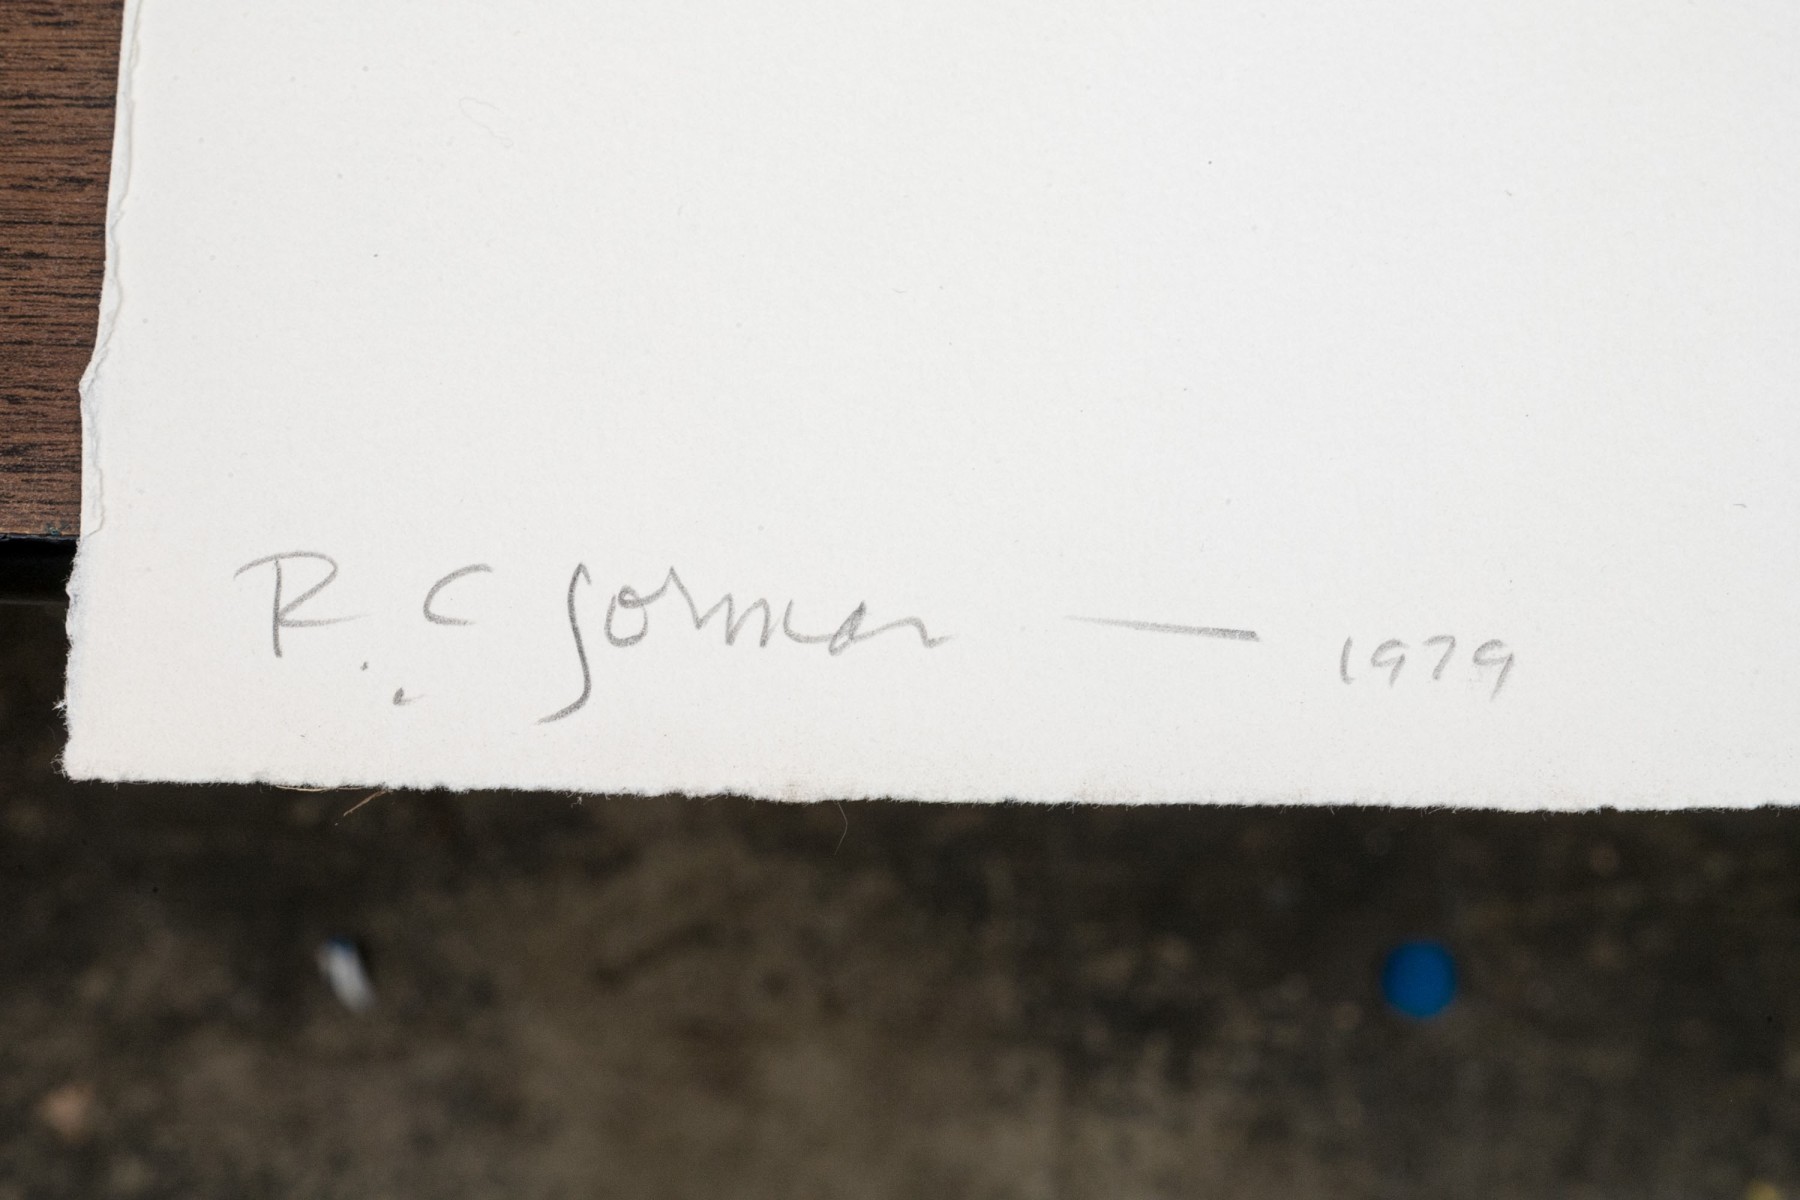 R. C. Gorman — 1979